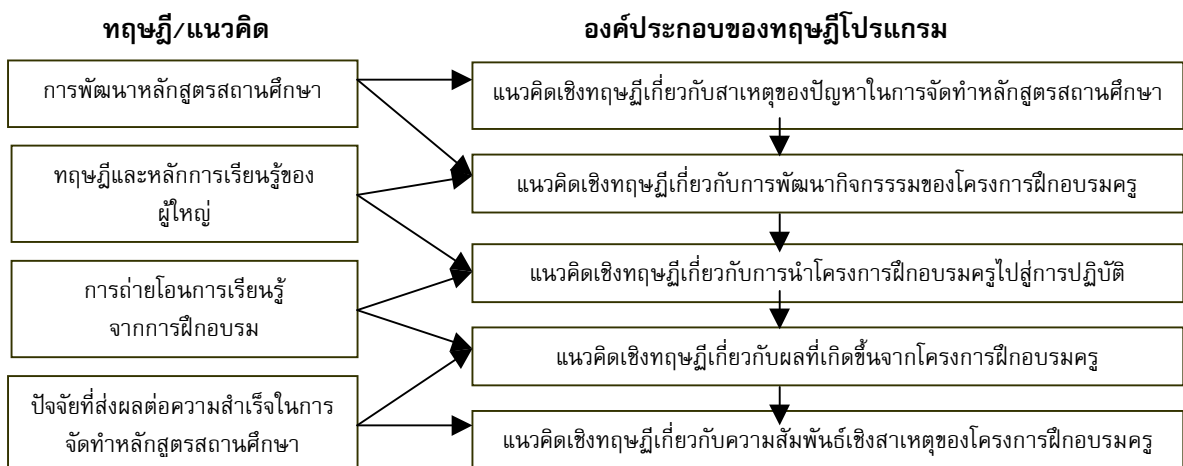 ทฤษฎี/แนวคิด
องค์ประกอบของทฤษฎีโปรแกรม
การพัฒนาหลักสูตรสถานศึกษา
ทฤษฎีและหลักการเรียนรู้ของ
ผู้ใหญ่
การถ่ายโอนการเรียนรู้
จากการฝึกอบรม
ปัจจัยที่ส่งผลต่อความสำเร็จในการ
จัดทำหลักสูตรสถานศึกษา
แนวคิดเชิงทฤษฏีเกี่ยวกับสาเหตุของปัญหาในการจัดทำหลักสูตรสถานศึกษา
แนวคิดเชิงทฤษฏีเกี่ยวกับการพัฒนากิจกรรรมของโครงการฝึกอบรมครู
แนวคิดเชิงทฤษฏีเกี่ยวกับการนำโครงการฝึกอบรมครูไปสู่การปฏิบัติ
แนวคิดเชิงทฤษฏีเกี่ยวกับผลที่เกิดขึ้นจากโครงการฝึกอบรมครู
แนวคิดเชิงทฤษฏีเกี่ยวกับความสัมพันธ์เชิงสาเหตุของโครงการฝึกอบรมครู